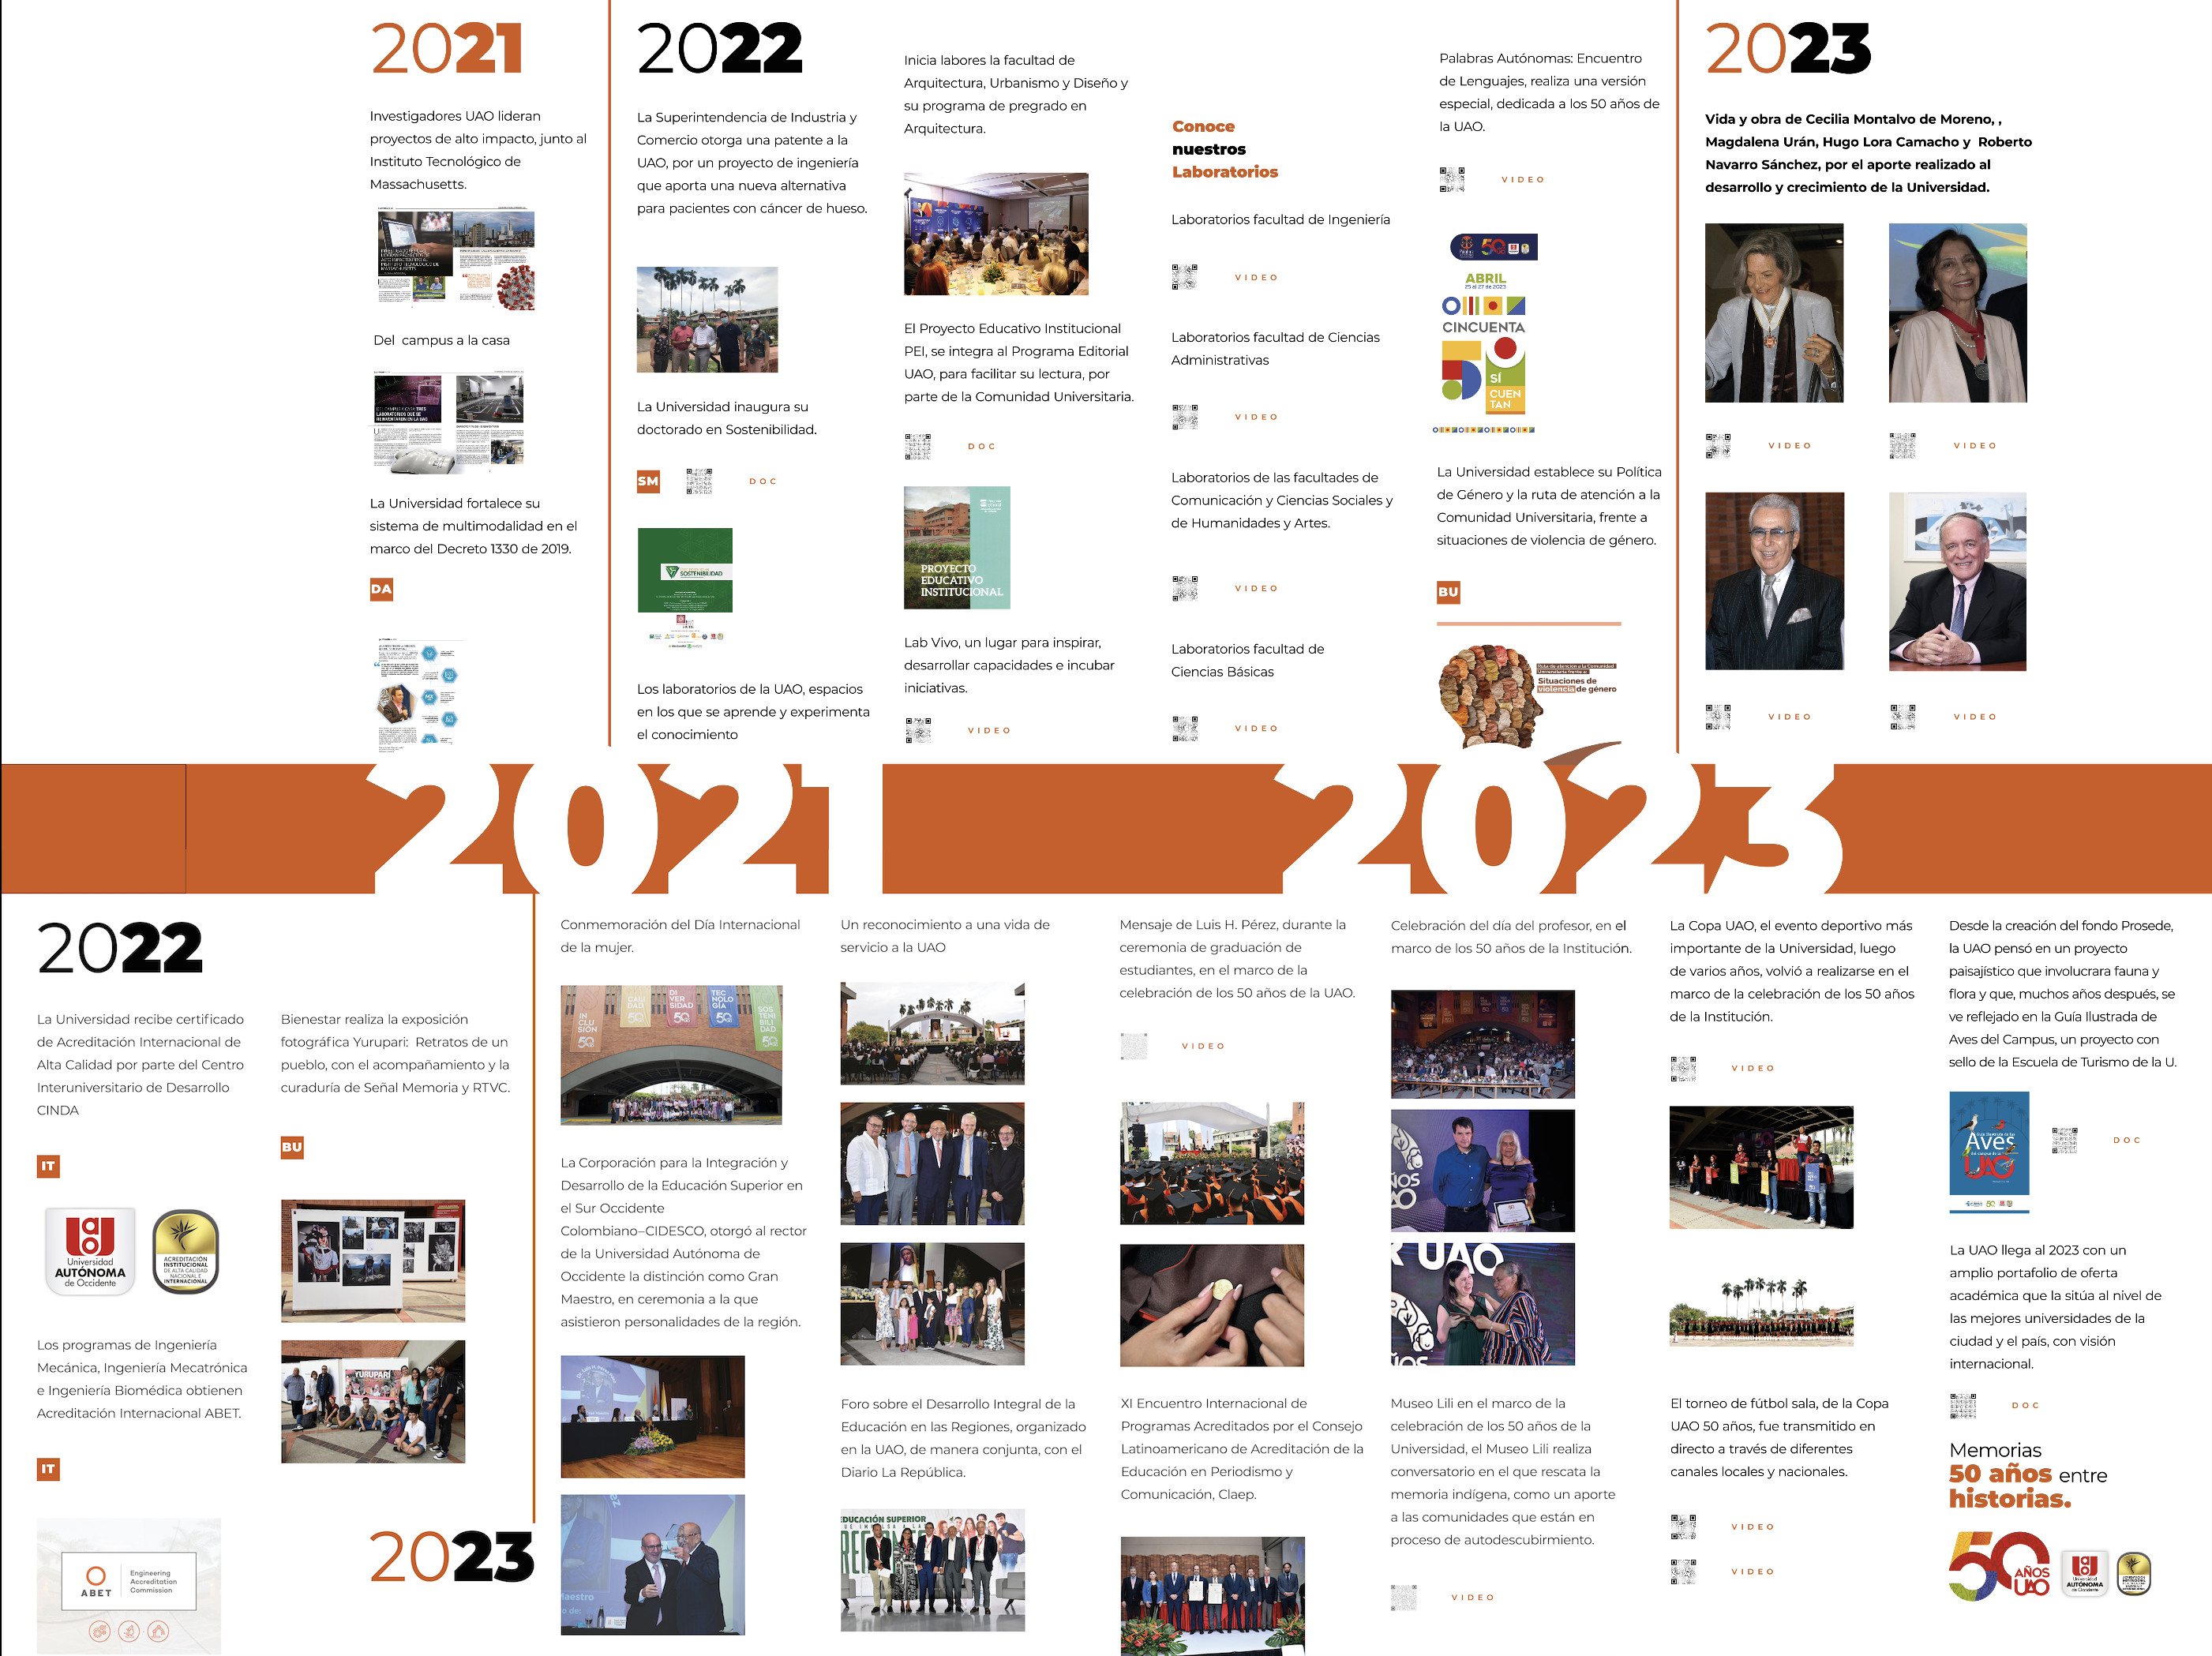 2021
Investigadores UAO lideran
proyectos de alto impacto, junto al
Instituto Tecnológico de
Massachusetts.
Del campus a la casa
La Universidad fortalece su
sistema de multimodalidad en el
marco del Decreto 1330 de 2019.
DA
2022
La Superintendencia de Industria y
Comercio otorga una patente a la
UAO, por un proyecto de ingeniería
que aporta una nueva alternativa
para pacientes con cáncer de hueso.
La Universidad inaugura su
doctorado en Sostenibilidad.
SM
DOC
SOSTENIBILIDAD
Los laboratorios de la UAO, espacios
en los que se aprende y experimenta
el conocimiento
Inicia labores la facultad de
Arquitectura, Urbanismo y Diseño y
su programa de pregrado en
Arquitectura.
El Proyecto Educativo Institucional
PEI, se integra al Programa Editorial
UAO, para facilitar su lectura, por
parte de la Comunidad Universitaria.
DOC
PROYECTO
EDUCATIVO
INSTITUCIONAL
Lab Vivo, un lugar para inspirar,
desarrollar capacidades e incubar
iniciativas.
VIDEO
Conoce
nuestros
Laboratorios
Laboratorios facultad de Ingeniería
VIDEO
Laboratorios facultad de Ciencias
Administrativas
VIDEO
Laboratorios de las facultades de
Comunicación y Ciencias Sociales y
de Humanidades y Artes.
VIDEO
Laboratorios facultad de
Ciencias Básicas
VIDEO
Palabras Autónomas: Encuentro
de Lenguajes, realiza una versión
especial, dedicada a los 50 años de
la UAO.
VIDEO
ABRIL
25 al 27 de 2023
CINCUENTA
SÍ
CUEN
TAN
La Universidad establece su Política
de Género y la ruta de atención a la
Comunidad Universitaria, frente a
situaciones de violencia de género.
BU
Ruta de atención a la Comunidad
Universitaria frente a:
Situaciones de
violencia de género
2023
Vida y obra de Cecilia Montalvo de Moreno, ,
Magdalena Urán, Hugo Lora Camacho y Roberto
Navarro Sánchez, por el aporte realizado al
desarrollo y crecimiento de la Universidad.
VIDEO
VIDEO
VIDEO
VIDEO
2021
2023
2022
La Universidad recibe certificado
de Acreditación Internacional de
Alta Calidad por parte del Centro
Interuniversitario de Desarrollo
CINDA
IT
Universidad
AUTÓNOMA
de Occidente
ACREDITACIÓN
INSTITUCIONAL
DE ALTA CALIDAD
NACIONAL E
INTERNACIONAL
Los programas de Ingeniería
Mecánica, Ingeniería Mecatrónica
e Ingeniería Biomédica obtienen
Acreditación Internacional ABET.
IT
ABET
Engineering
Accreditation
Commission
Bienestar realiza la exposición
fotográfica Yurupari: Retratos de un
pueblo, con el acompañamiento y la
curaduría de Señal Memoria y RTVC.
BU
YURUPARI
2023
Conmemoración del Día Internacional
de la mujer.
INCLUSIÓN
CALIDAD
DIVERSIDAD
TECNOLOGÍA
SOSTENIBILIDAD
La Corporación para la Integración y
Desarrollo de la Educación Superior en
el Sur Occidente
Colombiano–CIDESCO, otorgó al rector
de la Universidad Autónoma de
Occidente la distinción como Gran
Maestro, en ceremonia a la que
asistieron personalidades de la región.
Un reconocimiento a una vida de
servicio a la UAO
Foro sobre el Desarrollo Integral de la
Educación en las Regiones, organizado
en la UAO, de manera conjunta, con el
Diario La República.
EDUCACIÓN SUPERIOR
Mensaje de Luis H. Pérez, durante la
ceremonia de graduación de
estudiantes, en el marco de la
celebración de los 50 años de la UAO.
VIDEO
XI Encuentro Internacional de
Programas Acreditados por el Consejo
Latinoamericano de Acreditación de la
Educación en Periodismo y
Comunicación, Claep.
Celebración del día del profesor, en el
marco de los 50 años de la Institución.
Museo Lili en el marco de la
celebración de los 50 años de la
Universidad, el Museo Lili realiza
conversatorio en el que rescata la
memoria indígena, como un aporte
a las comunidades que están en
proceso de autodescubirmiento.
VIDEO
La Copa UAO, el evento deportivo más
importante de la Universidad, luego
de varios años, volvió a realizarse en el
marco de la celebración de los 50 años
de la Institución.
VIDEO
El torneo de fútbol sala, de la Copa
UAO 50 años, fue transmitido en
directo a través de diferentes
canales locales y nacionales.
VIDEO
VIDEO
Desde la creación del fondo Prosede,
la UAO pensó en un proyecto
paisajístico que involucrara fauna y
flora y que, muchos años después, se
ve reflejado en la Guía Ilustrada de
Aves del Campus, un proyecto con
sello de la Escuela de Turismo de la U.
Aves
UAO
DOC
La UAO llega al 2023 con un
amplio portafolio de oferta
académica que la sitúa al nivel de
las mejores universidades de la
ciudad y el país, con visión
internacional.
DOC
Memorias
50 años entre
historias.
50 AÑOS
UAO
Universidad
AUTÓNOMA
de Occidente